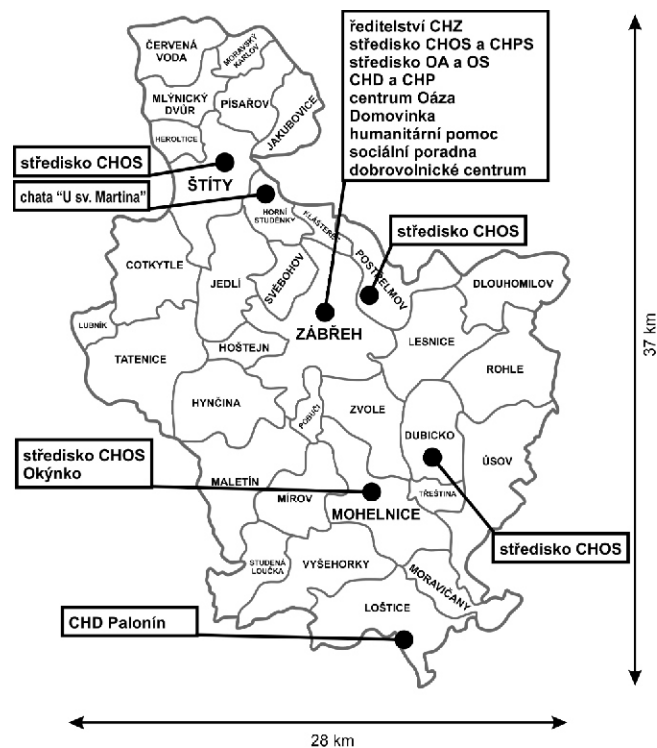 ředitelství CHZ
středisko CHOS a CHPS
středisko OA a OS
CHD a CHP
centrum Oáza
Domovinka
humanitární pomoc
sociální poradna
dobrovolnické centrum
ČERVENÁ
VODA
MORAVSKÝ
KARLOV
MLÝNICKÝ
DVŮR
PÍSAŘOV
JAKUBOVICE
HEROLTICE
středisko CHOS
ŠTÍTY
chata "U sv. Martina"
HORNÍ
STUDÉNKY
KLÁŠTEREC
středisko CHOS
POSTŘELMOV
COTKYTLE
JEDLÍ
SVÉBOHOV
DLOUHOMILOV
LUBNÍK
ZÁBŘEH
LESNICE
TATENICE
HOŠTEJN
ROHLE
37 km
HYNČINA
POBUČÍ
ZVOLE
DUBICKO
středisko CHOS
Okýnko
ÚSOV
MALETÍN
MÍROV
TŘEŠTINA
MOHELNICE
středisko CHOS
STUDENÁ
LOUČKA
VYŠEHORKY
MORAVIČANY
LOŠTICE
CHD Palonín
28 km